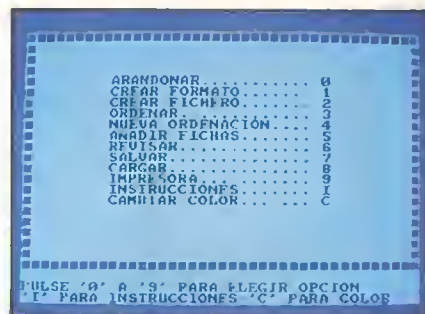 ABANDONAR............ 0
CREAR FORMATO...... 1
CREAR FICHERO....... 2
ORDENAR............... 3
NUEVA ORDENACION.... 4
AÑADIR FICHAS....... 5
REVISAR............... 6
SALVAR................ 7
CARGAR................ 8
IMPRESORA........... 9
INSTRUCCIONES....... I
CAMBIAR COLOR....... C
PULSE '0' A '9' PARA ELEGIR OPCION
'I' PARA INSTRUCCIONES 'C' PARA COLOR